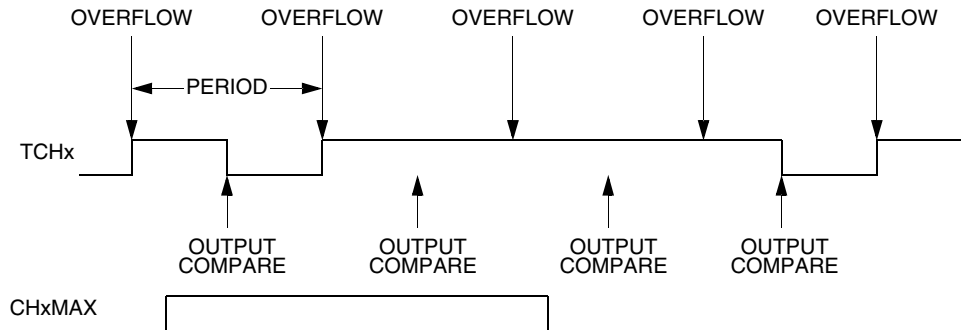 OVERFLOW OVERFLOW OVERFLOW OVERFLOW OVERFLOW
PERIOD
TCHx
OUTPUT COMPARE
OUTPUT COMPARE
OUTPUT COMPARE
OUTPUT COMPARE
CHxMAX